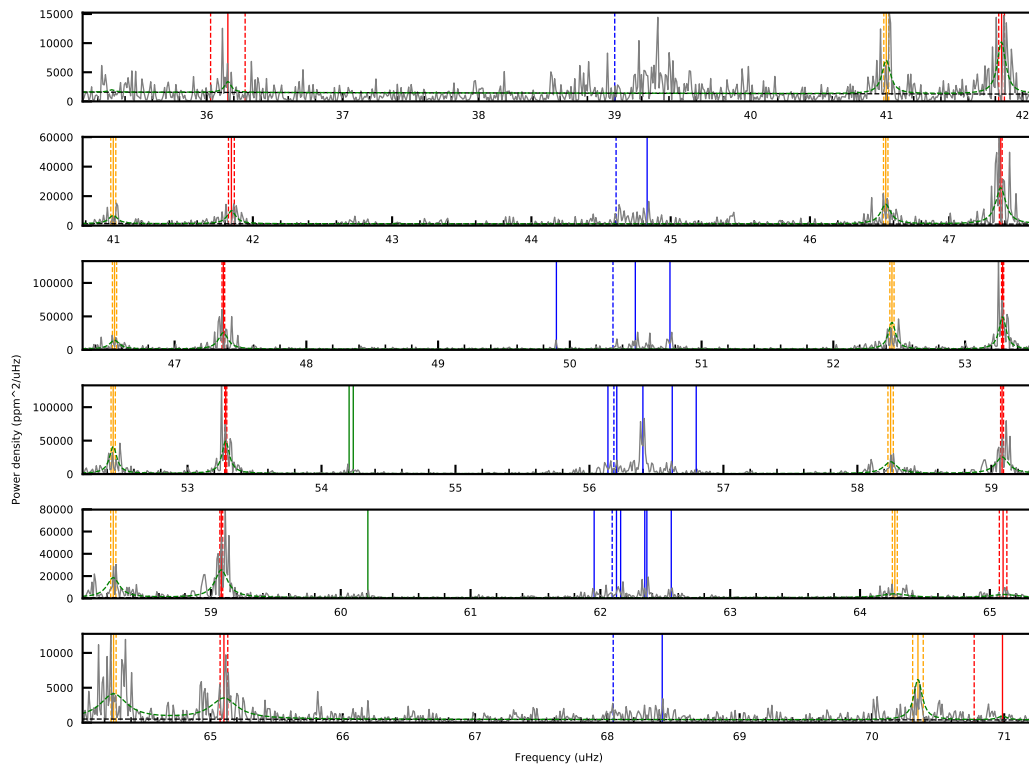 15000
10000
5000
0
36 37 38 39 40 41 42
60000
40000
20000
0
41 42 43 44 45 46 47
100000
50000
0
47 48 49 50 51 52 53
100000
50000
0
53 54 55 56 57 58 59
80000
60000
40000
20000
0
59 60 61 62 63 64 65
10000
5000
0
65 66 67 68 69 70 71
Power density (ppm^2/uHz)
Frequency (uHz)